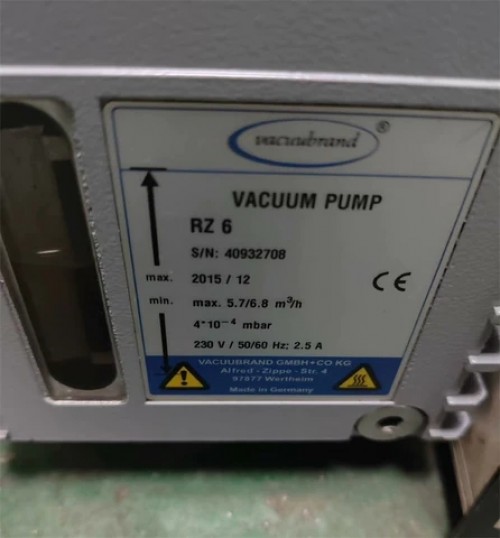 vacuubrand ®
VACUUM PUMP
RZ 6
S/N: 40932708
max. 2015 / 12
min. max. 5.7/6.8 m³/h
4*10⁻⁴ mbar
230 V / 50/60 Hz; 2.5 A
CE
VACUUBRAND GMBH + CO KG
Alfred - Zippe - Str. 4
97877 Wertheim
Made in Germany